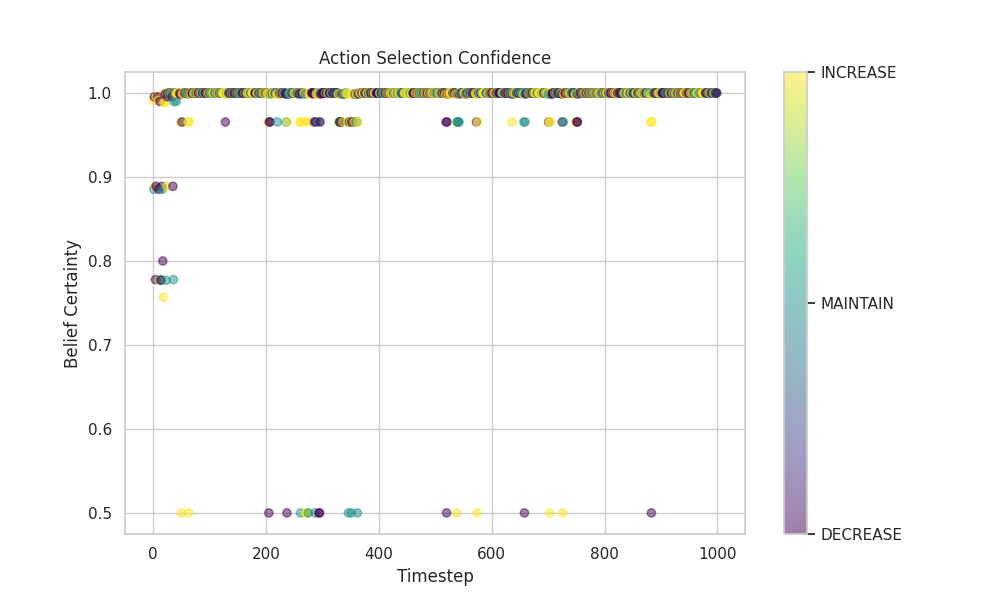 Action Selection Confidence
Belief Certainty
1.0
0.9
0.8
0.7
0.6
0.5
0
200
400
600
800
1000
Timestep
INCREASE
MAINTAIN
DECREASE